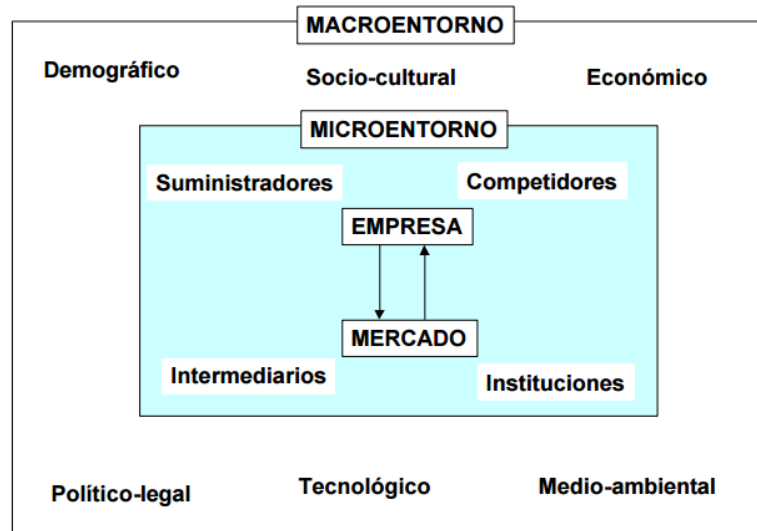 MACROENTORNO
Demográfico
Socio-cultural
Económico
MICROENTORNO
Suministradores
Competidores
EMPRESA
MERCADO
Intermediarios
Instituciones
Político-legal
Tecnológico
Medio-ambiental